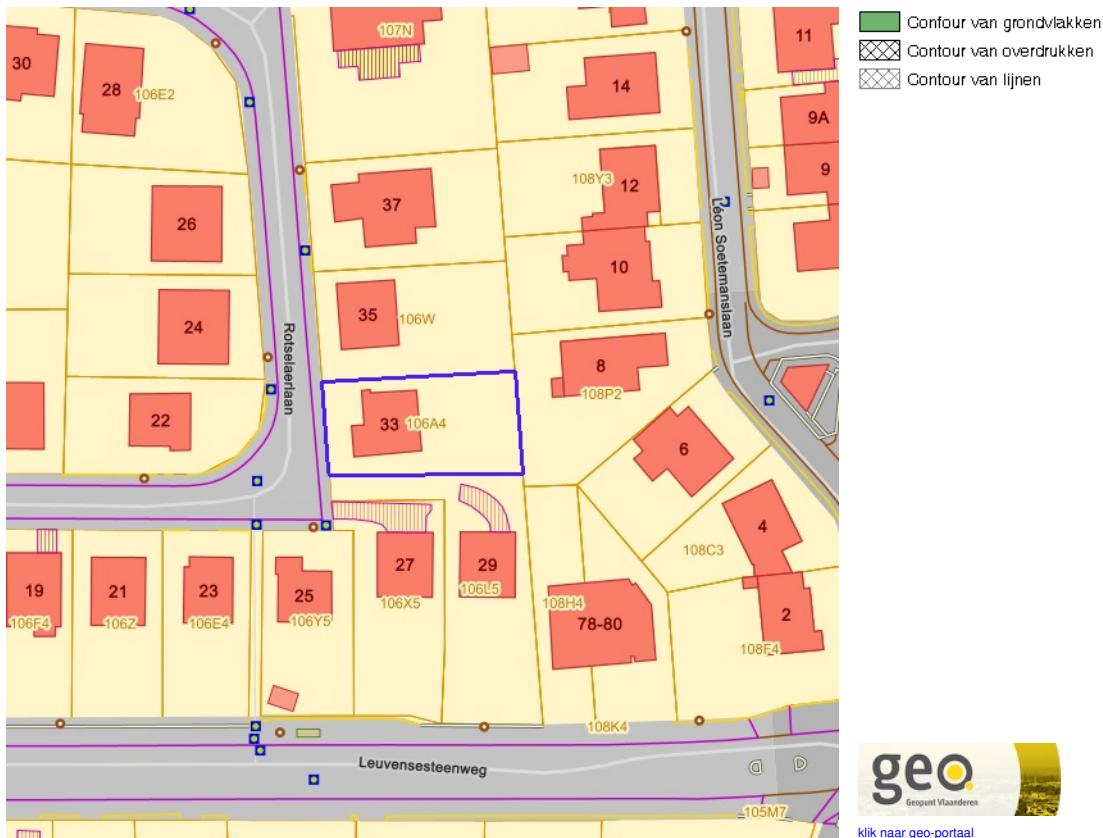 Contour van grondvlakken
Contour van overdrukken
Contour van lijnen
107N
11
30
28
106E2
14
9A
108Y3
12
9
37
26
10
Léon Soetemanslaan
35
106W
24
Rotselaerlaan
8
108P2
33
106A4
22
6
4
108C3
27
29
19
21
23
25
106L5
108H4
106X5
78-80
2
106F4
106Z
106E4
106Y5
108F4
108K4
Leuvensesteenweg
D
D
105M7
geo.
Geopunt Vlaanderen
klik naar geo-portaal